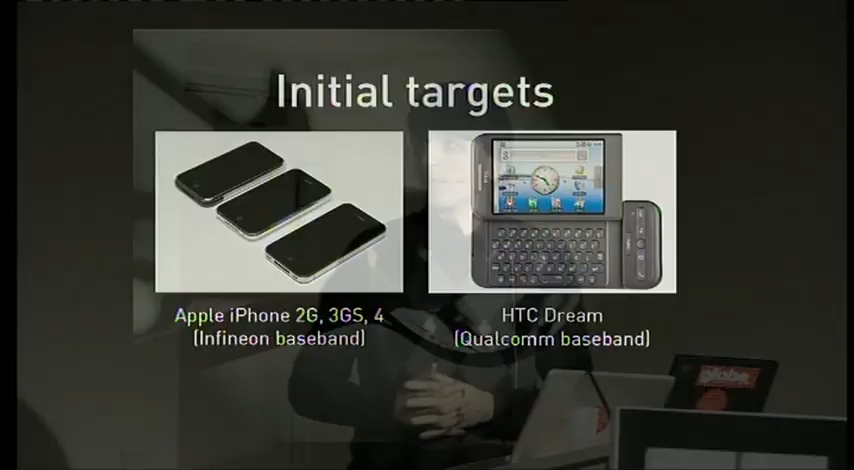 Initial targets
Apple iPhone 2G, 3GS, 4
(Infineon baseband)
HTC Dream
(Qualcomm baseband)
globe